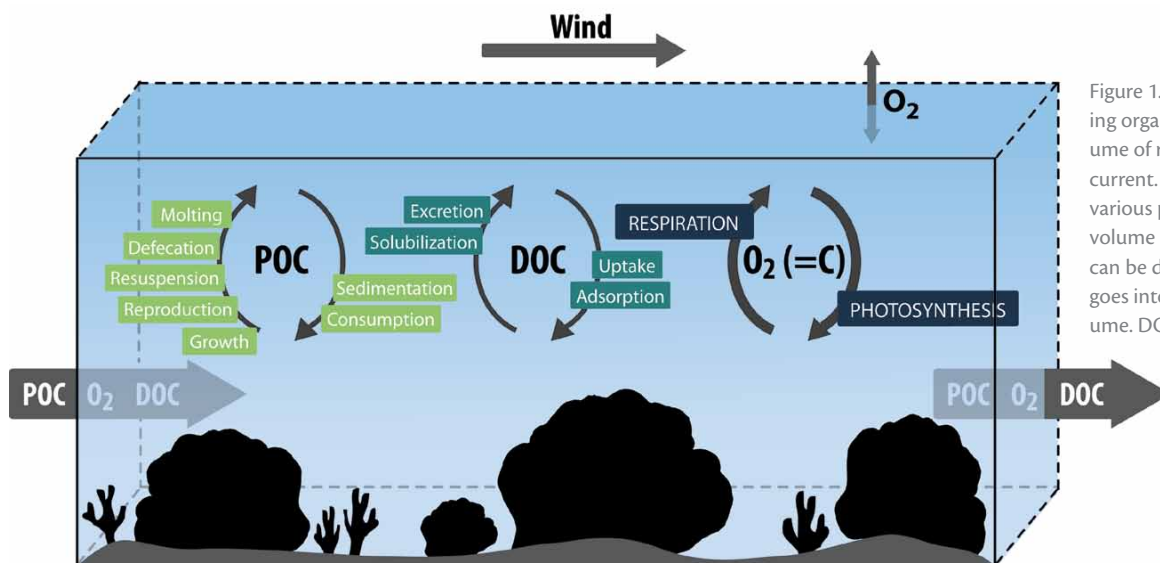 Wind
O₂
Figure 1.
ing orga
ume of r
current.
various p
volume
can be d
goes inte
ume. DO
Molting
Defecation
Resuspension
Reproduction
Growth
POC
Sedimentation
Consumption
Excretion
Solubilization
DOC
Uptake
Adsorption
RESPIRATION
O₂ (=C)
PHOTOSYNTHESIS
POC O₂ DOC
POC O₂ DOC